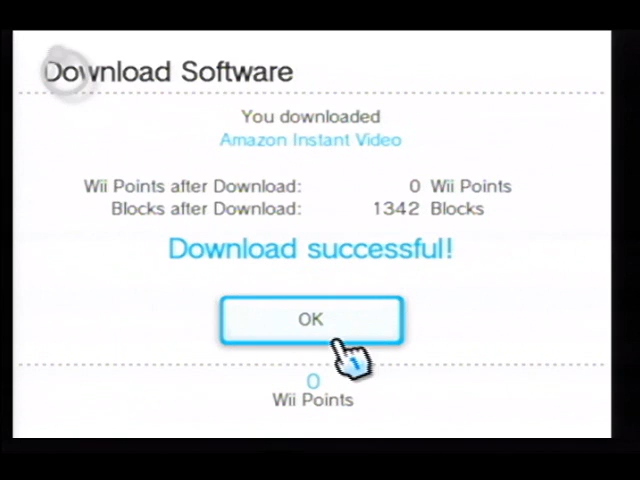 Download Software
You downloaded
Amazon Instant Video
Wii Points after Download: 0 Wii Points
Blocks after Download: 1342 Blocks
Download successful!
OK
1
0
Wii Points